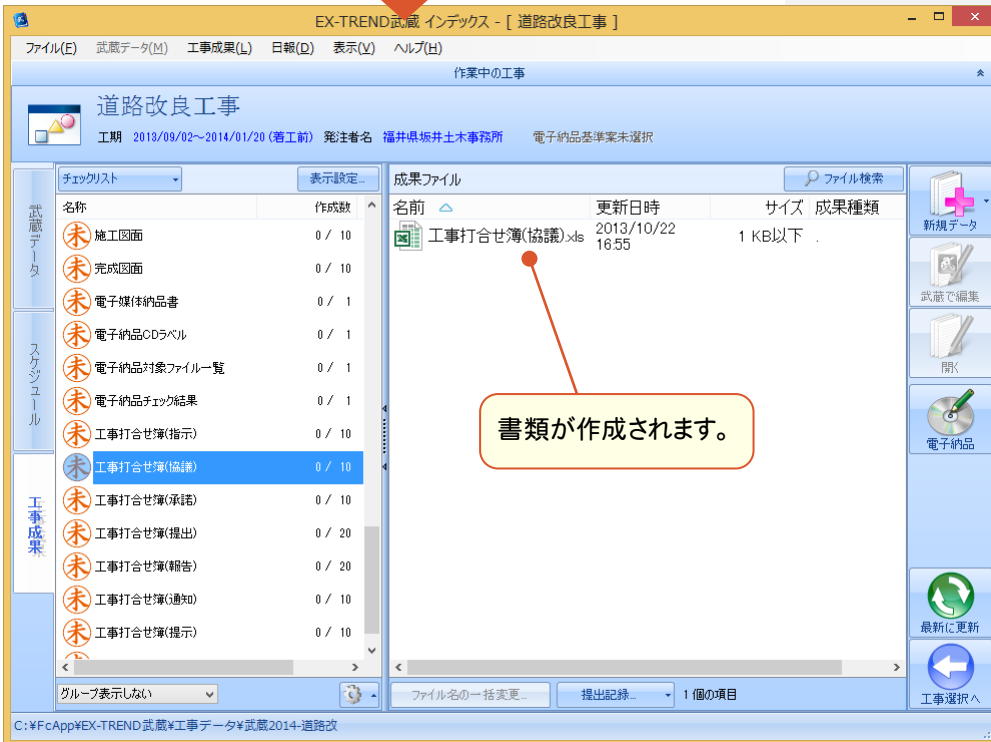 EX-TREND武蔵 インデックス - [ 道路改良工事 ]
ファイル(F) 武蔵データ(M) 工事成果(L) 日報(D) 表示(V) ヘルプ(H)
作業中の工事
道路改良工事
工期 2013/09/02～2014/01/20 (着工前) 発注者名 福井県坂井土木事務所 電子納品基準案未選択
武蔵データ
スケジュール
工事成果
チェックリスト 表示設定...
名称 作成数
未 施工図面 0 / 10
未 完成図面 0 / 10
未 電子媒体納品書 0 / 1
未 電子納品CDラベル 0 / 1
未 電子納品対象ファイル一覧 0 / 1
未 電子納品チェック結果 0 / 1
未 工事打合せ簿(指示) 0 / 10
未 工事打合せ簿(協議) 0 / 10
未 工事打合せ簿(承諾) 0 / 10
未 工事打合せ簿(提出) 0 / 20
未 工事打合せ簿(報告) 0 / 20
未 工事打合せ簿(通知) 0 / 10
未 工事打合せ簿(提示) 0 / 10
グループ表示しない
成果ファイル ファイル検索
名前 更新日時 サイズ 成果種類
工事打合せ簿(協議).xls 2013/10/22 16:55 1 KB以下 .
書類が作成されます。
ファイル名の一括変更... 提出記録... 1 個の項目
新規データ
武蔵で編集
開く
電子納品
最新に更新
工事選択へ
C:¥FcApp¥EX-TREND武蔵¥工事データ¥武蔵2014-道路改